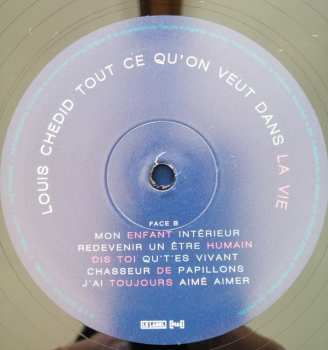 LOUIS CHEDID TOUT CE QU'ON VEUT DANS LA VIE
FACE B
MON ENFANT INTÉRIEUR
REDEVENIR UN ÊTRE HUMAIN
DIS TOI QU'T'ES VIVANT
CHASSEUR DE PAPILLONS
J'AI TOUJOURS AIMÉ AIMER